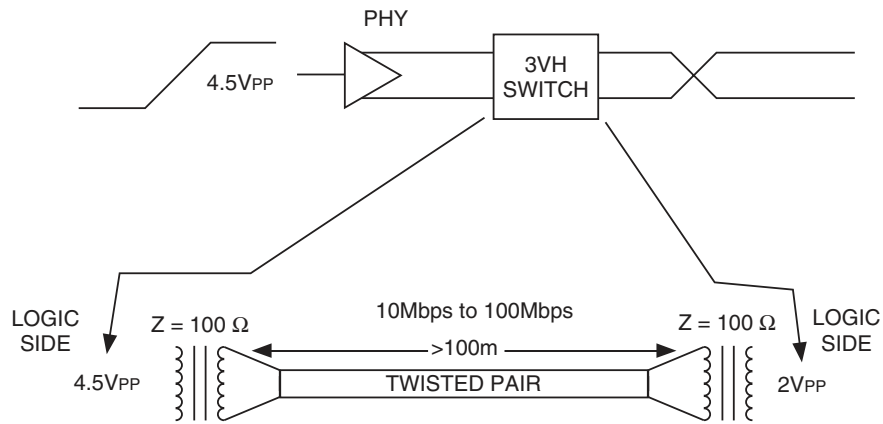 PHY
4.5VPP
3VH
SWITCH
10Mbps to 100Mbps
LOGIC
SIDE
Z = 100 Ω
Z = 100 Ω
LOGIC
SIDE
>100m
4.5VPP
TWISTED PAIR
2VPP